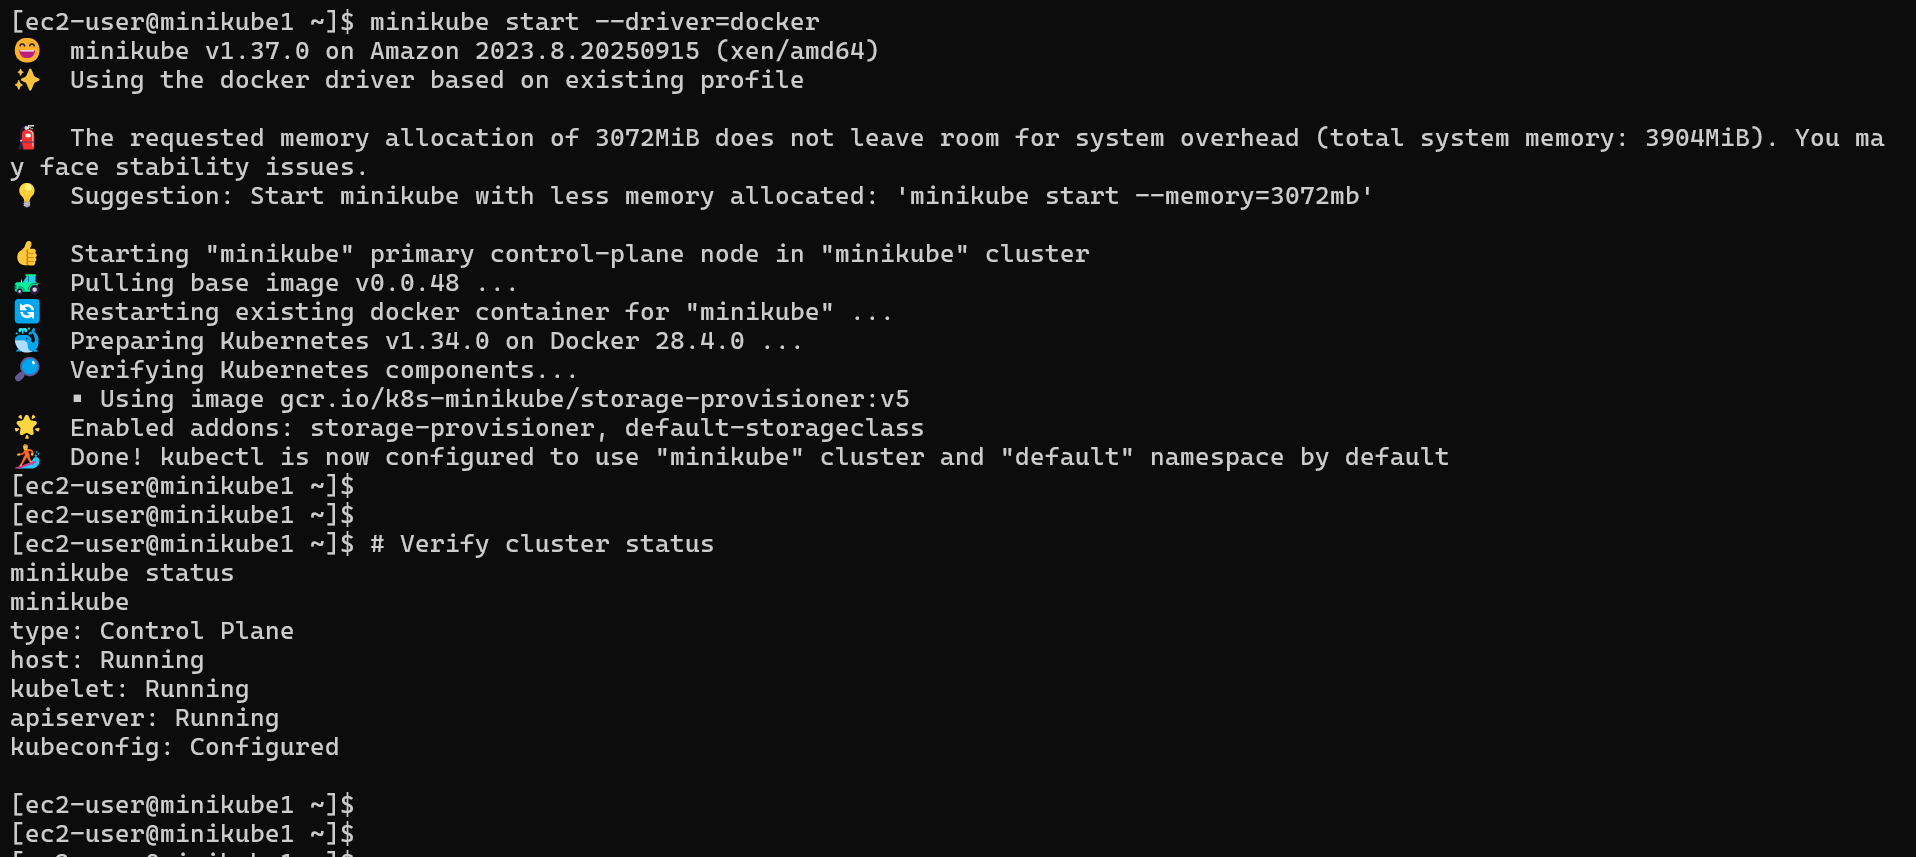 [ec2-user@minikube1 ~]$ minikube start --driver=docker
😄  minikube v1.37.0 on Amazon 2023.8.20250915 (xen/amd64)
✨  Using the docker driver based on existing profile
🧯  The requested memory allocation of 3072MiB does not leave room for system overhead (total system memory: 3904MiB). You ma
y face stability issues.
💡  Suggestion: Start minikube with less memory allocated: 'minikube start --memory=3072mb'
👍  Starting "minikube" primary control-plane node in "minikube" cluster
🚜  Pulling base image v0.0.48 ...
🔄  Restarting existing docker container for "minikube" ...
🐳  Preparing Kubernetes v1.34.0 on Docker 28.4.0 ...
🔎  Verifying Kubernetes components...
▪ Using image gcr.io/k8s-minikube/storage-provisioner:v5
🌟  Enabled addons: storage-provisioner, default-storageclass
🏄  Done! kubectl is now configured to use "minikube" cluster and "default" namespace by default
[ec2-user@minikube1 ~]$
[ec2-user@minikube1 ~]$
[ec2-user@minikube1 ~]$ # Verify cluster status
minikube status
minikube
type: Control Plane
host: Running
kubelet: Running
apiserver: Running
kubeconfig: Configured
[ec2-user@minikube1 ~]$
[ec2-user@minikube1 ~]$